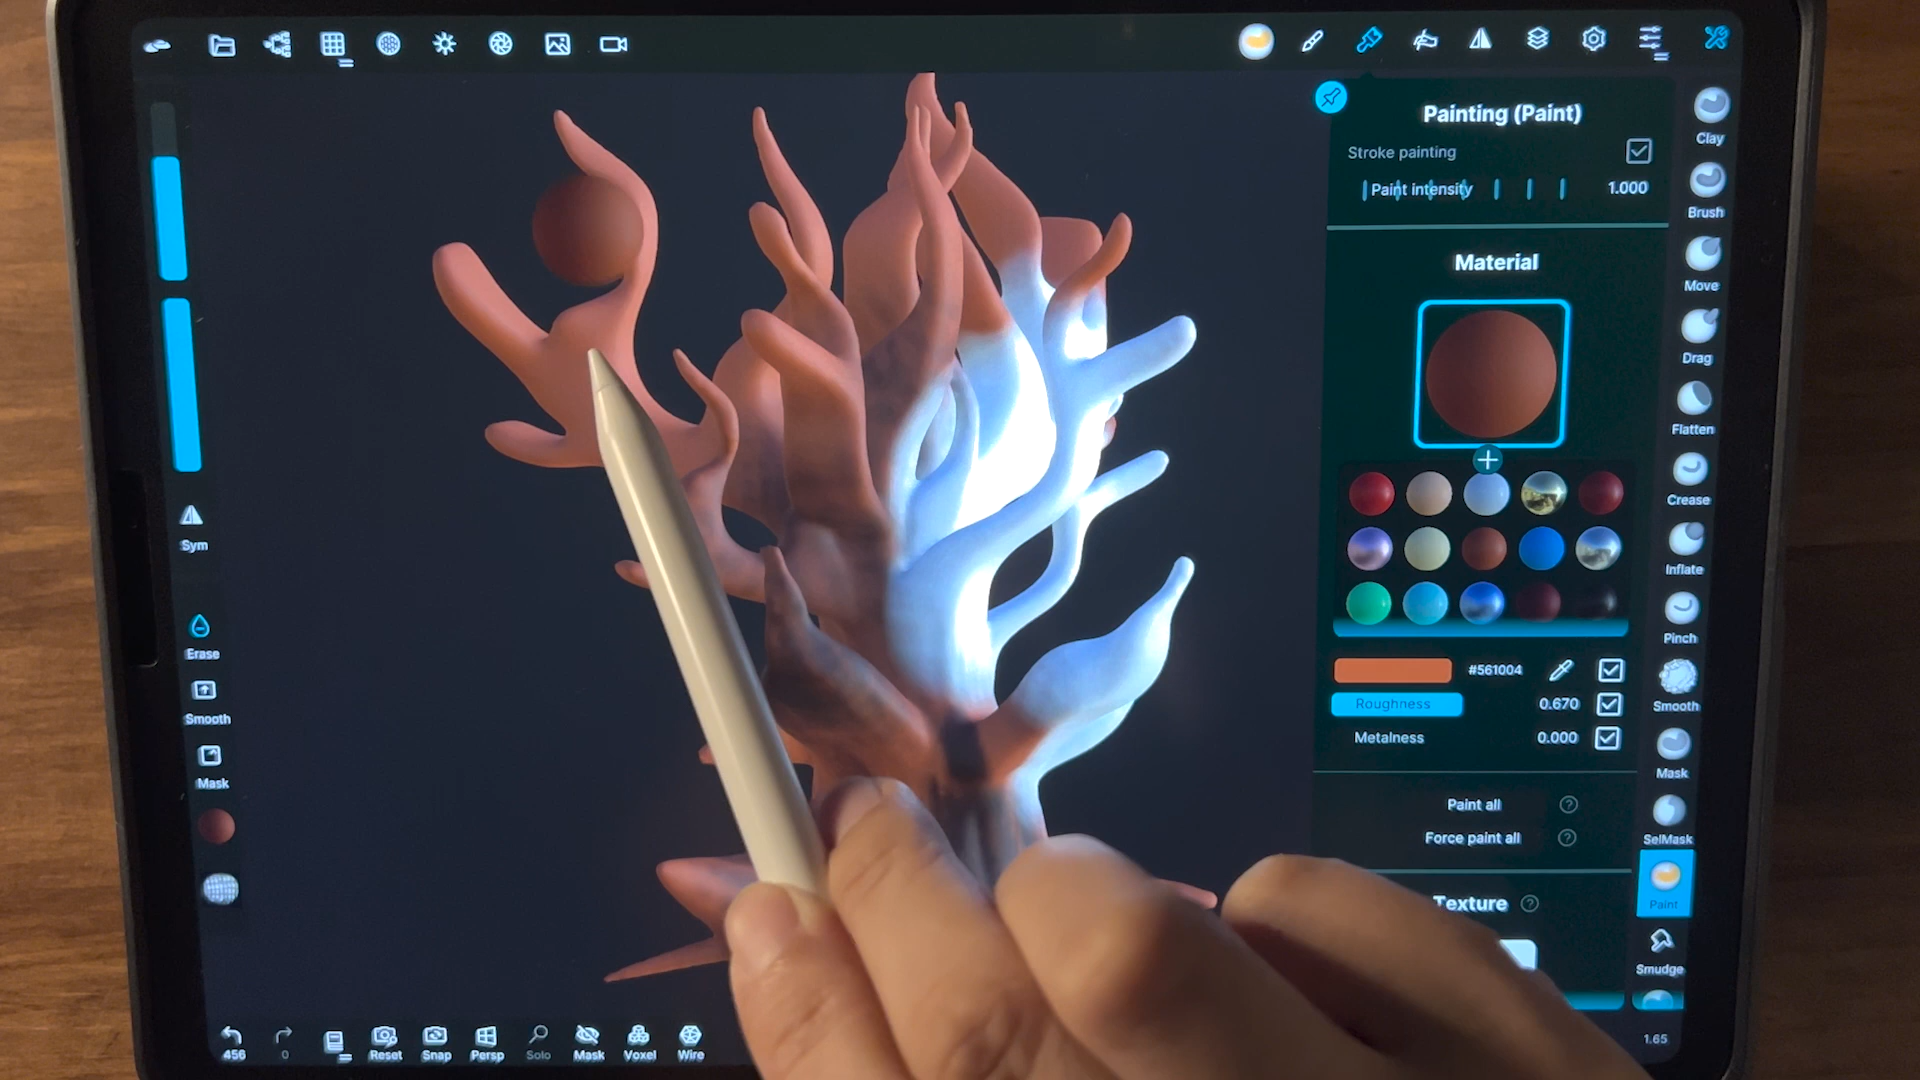 Painting (Paint)
Stroke painting
Paint intensity 1.000
Material
#561004
Roughness 0.670
Metalness 0.000
Paint all
Force paint all
Texture
Clay
Brush
Move
Drag
Flatten
Crease
Inflate
Pinch
Smooth
Mask
SelMask
Paint
Smudge
1.65
Sym
Erase
Smooth
Mask
456 0 Reset Snap Persp Solo Mask Voxel Wire